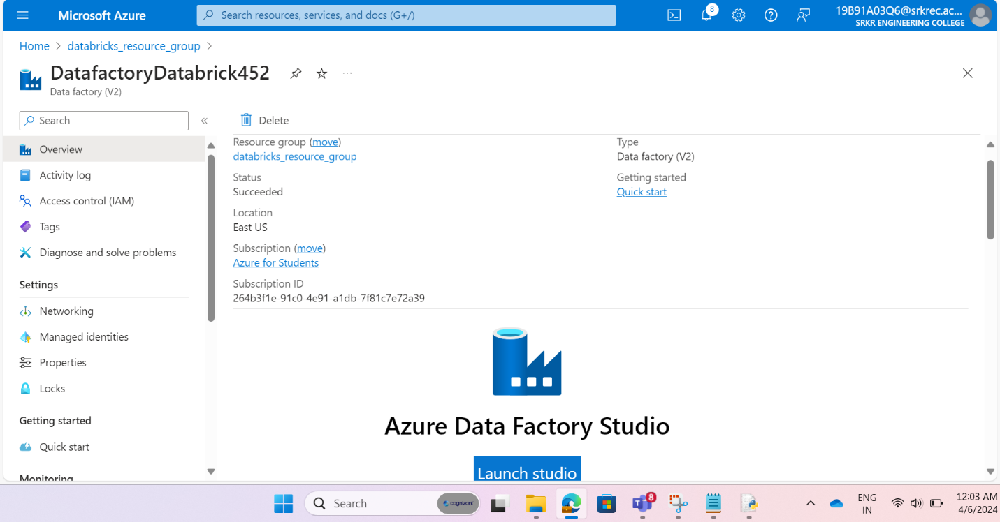 Microsoft Azure
Search resources, services, and docs (G+/)
8
19B91A03Q6@srkrec.ac...
SRKR ENGINEERING COLLEGE
Home > databricks_resource_group >
DatafactoryDatabrick452
Data factory (V2)
Search
«
Delete
Overview
Activity log
Access control (IAM)
Tags
Diagnose and solve problems
Settings
Networking
Managed identities
Properties
Locks
Getting started
Quick start
Monitoring
Resource group (move)
databricks_resource_group
Status
Succeeded
Location
East US
Subscription (move)
Azure for Students
Subscription ID
264b3f1e-91c0-4e91-a1db-7f81c7e72a39
Type
Data factory (V2)
Getting started
Quick start
Azure Data Factory Studio
Launch studio
Search
cognizant
8
ENG
IN
12:03 AM
4/6/2024